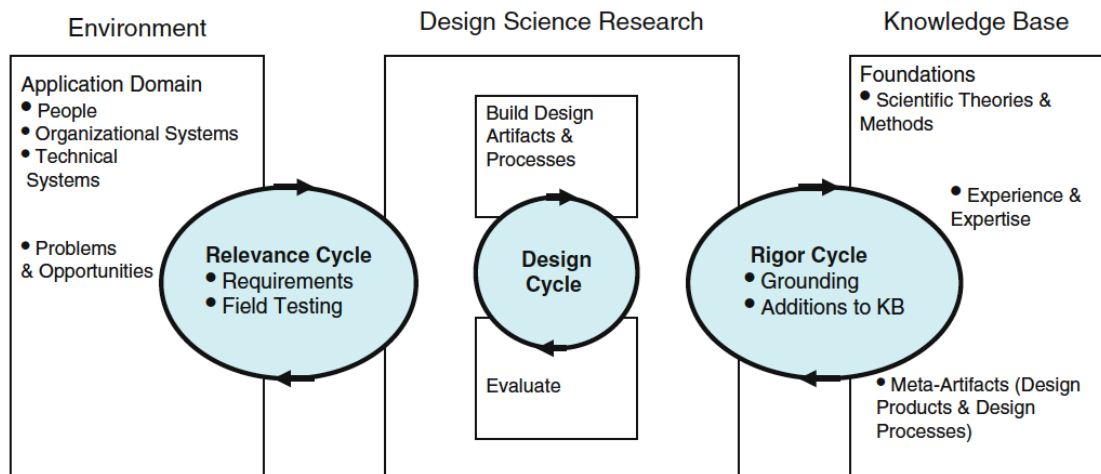 Environment
Design Science Research
Knowledge Base
Application Domain
• People
• Organizational Systems
• Technical
Systems
• Problems
& Opportunities
Relevance Cycle
• Requirements
• Field Testing
Build Design
Artifacts &
Processes
Design
Cycle
Evaluate
Rigor Cycle
• Grounding
• Additions to KB
Foundations
• Scientific Theories &
Methods
• Experience &
Expertise
• Meta-Artifacts (Design
Products & Design
Processes)